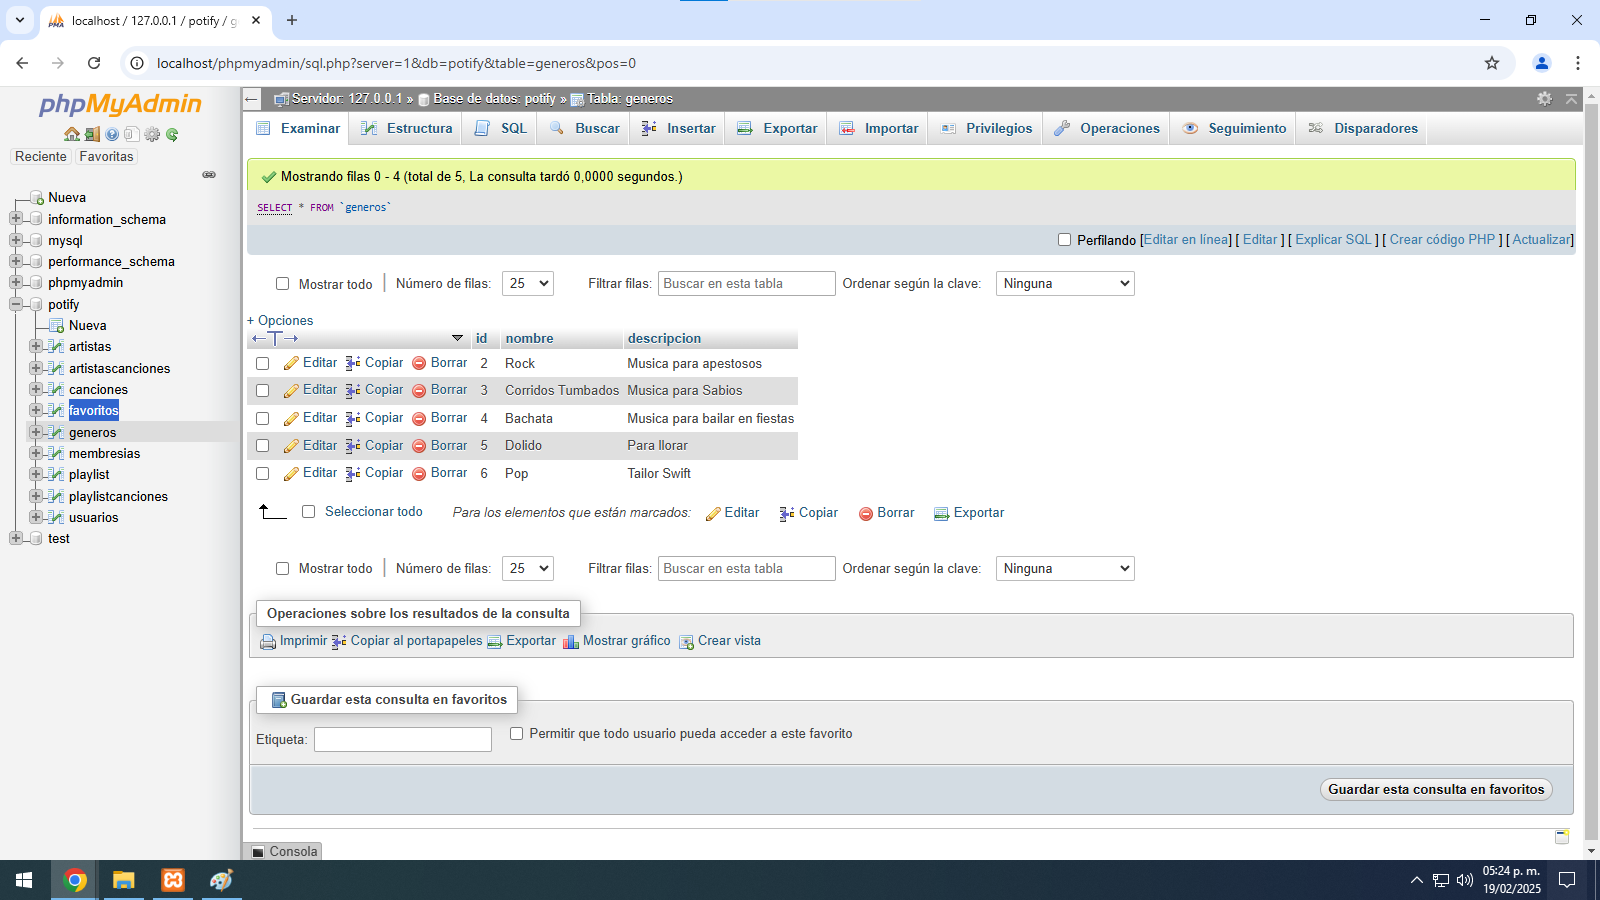 localhost / 127.0.0.1 / potify / g
localhost/phpmyadmin/sql.php?server=1&db=potify&table=generos&pos=0
phpMyAdmin
Reciente Favoritas
Nueva
information_schema
mysql
performance_schema
phpmyadmin
potify
Nueva
artistas
artistascanciones
canciones
favoritos
generos
membresias
playlist
playlistcanciones
usuarios
test
Servidor: 127.0.0.1 » Base de datos: potify » Tabla: generos
Examinar Estructura SQL Buscar Insertar Exportar Importar Privilegios Operaciones Seguimiento Disparadores
Mostrando filas 0 - 4 (total de 5, La consulta tardó 0,0000 segundos.)
SELECT * FROM `generos`
Perfilando [Editar en línea] [ Editar ] [ Explicar SQL ] [ Crear código PHP ] [ Actualizar]
Mostrar todo Número de filas: 25 Filtrar filas: Buscar en esta tabla Ordenar según la clave: Ninguna
+ Opciones
id nombre descripcion
Editar Copiar Borrar 2 Rock Musica para apestosos
Editar Copiar Borrar 3 Corridos Tumbados Musica para Sabios
Editar Copiar Borrar 4 Bachata Musica para bailar en fiestas
Editar Copiar Borrar 5 Dolido Para llorar
Editar Copiar Borrar 6 Pop Tailor Swift
Seleccionar todo Para los elementos que están marcados: Editar Copiar Borrar Exportar
Mostrar todo Número de filas: 25 Filtrar filas: Buscar en esta tabla Ordenar según la clave: Ninguna
Operaciones sobre los resultados de la consulta
Imprimir Copiar al portapapeles Exportar Mostrar gráfico Crear vista
Guardar esta consulta en favoritos
Etiqueta: Permitir que todo usuario pueda acceder a este favorito
Guardar esta consulta en favoritos
Consola
05:24 p. m.
19/02/2025